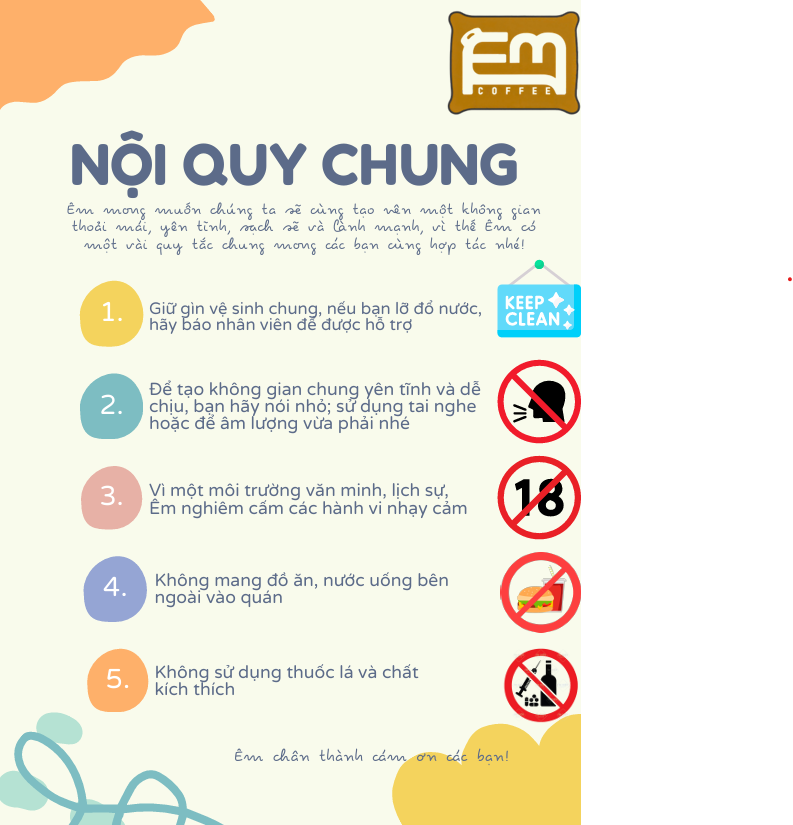 Êm
COFFEE
NỘI QUY CHUNG
Êm mong muốn chúng ta sẽ cùng tạo nên một không gian
thoải mái, yên tĩnh, sạch sẽ và lành mạnh, vì thế Êm có
một vài quy tắc chung mong các bạn cùng hợp tác nhé!
1.
Giữ gìn vệ sinh chung, nếu bạn lỡ đổ nước,
hãy báo nhân viên để được hỗ trợ
KEEP
CLEAN
2.
Để tạo không gian chung yên tĩnh và dễ
chịu, bạn hãy nói nhỏ; sử dụng tai nghe
hoặc để âm lượng vừa phải nhé
3.
Vì một môi trường văn minh, lịch sự,
Êm nghiêm cấm các hành vi nhạy cảm
18
4.
Không mang đồ ăn, nước uống bên
ngoài vào quán
5.
Không sử dụng thuốc lá và chất
kích thích
Êm chân thành cám ơn các bạn!